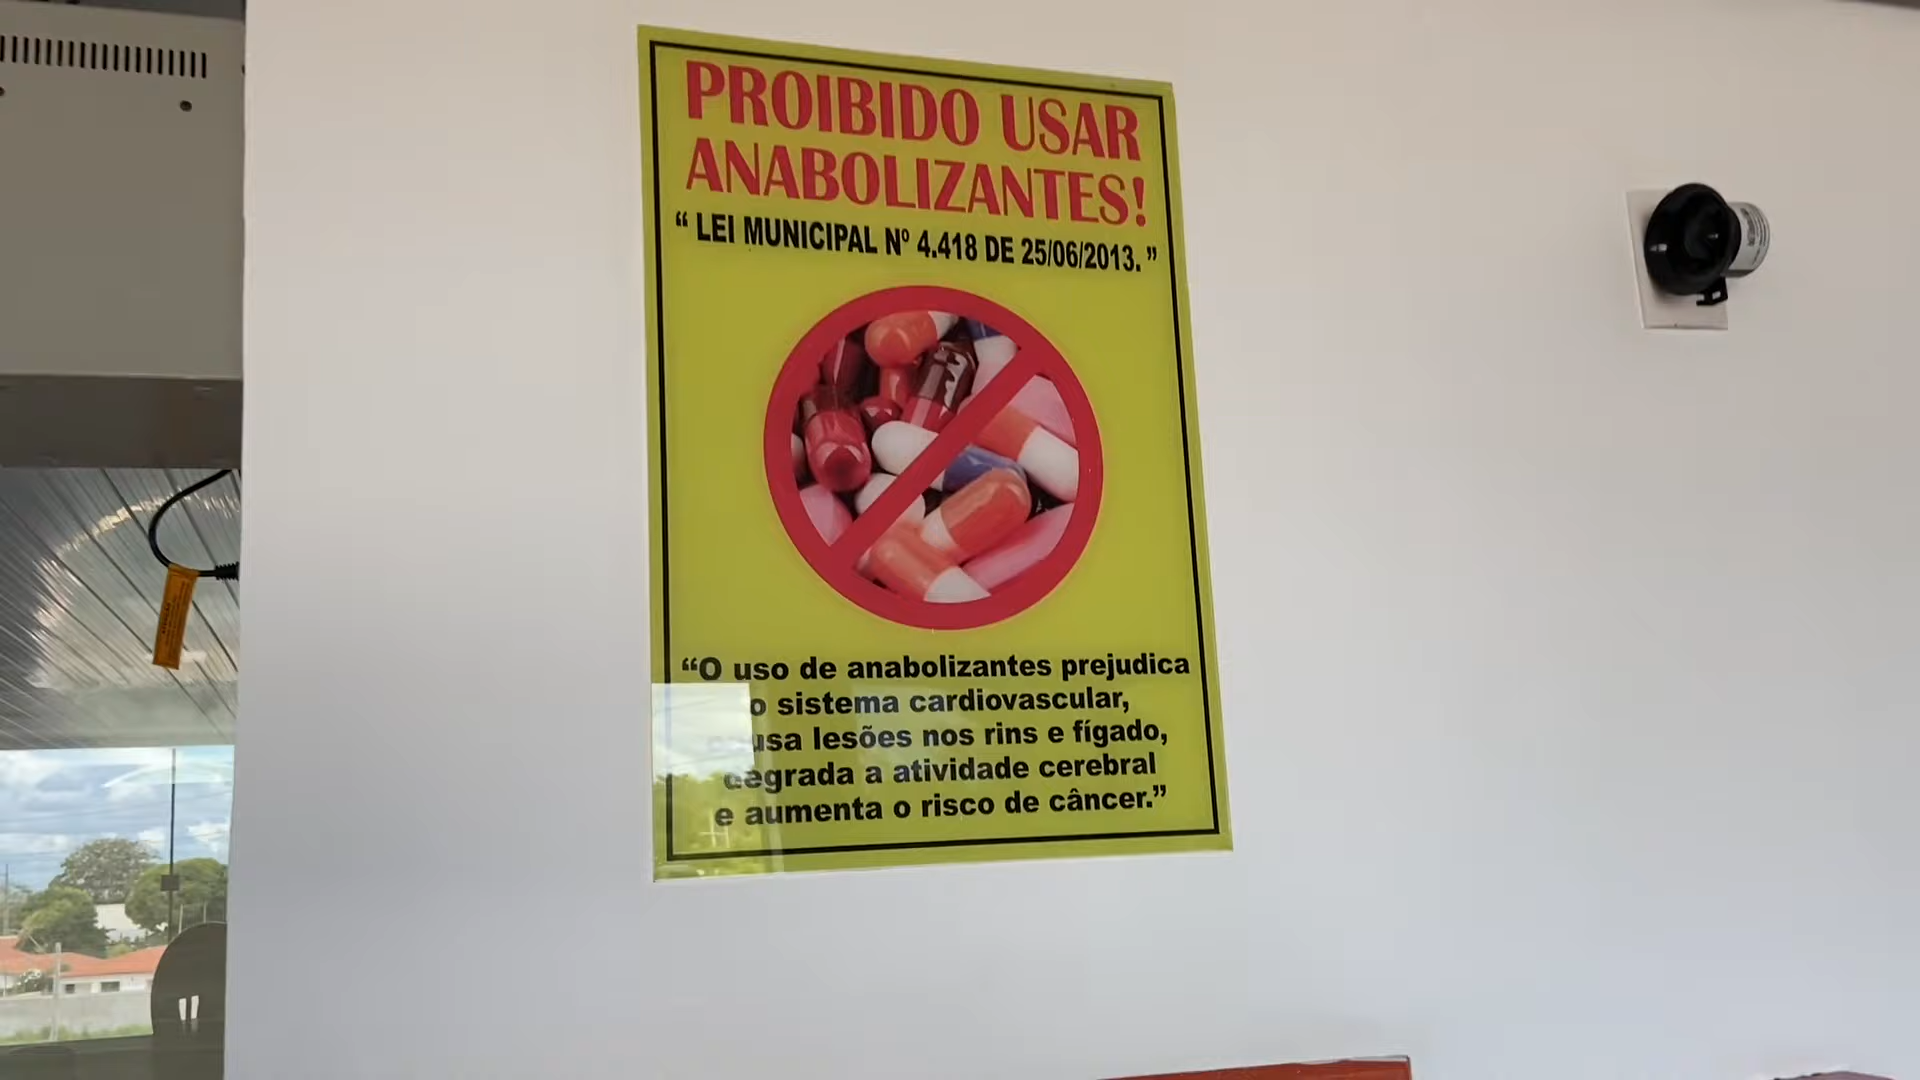 PROIBIDO USAR
ANABOLIZANTES!
“ LEI MUNICIPAL Nº 4.418 DE 25/06/2013. ”
“O uso de anabolizantes prejudica
o sistema cardiovascular,
causa lesões nos rins e fígado,
degrada a atividade cerebral
e aumenta o risco de câncer.”